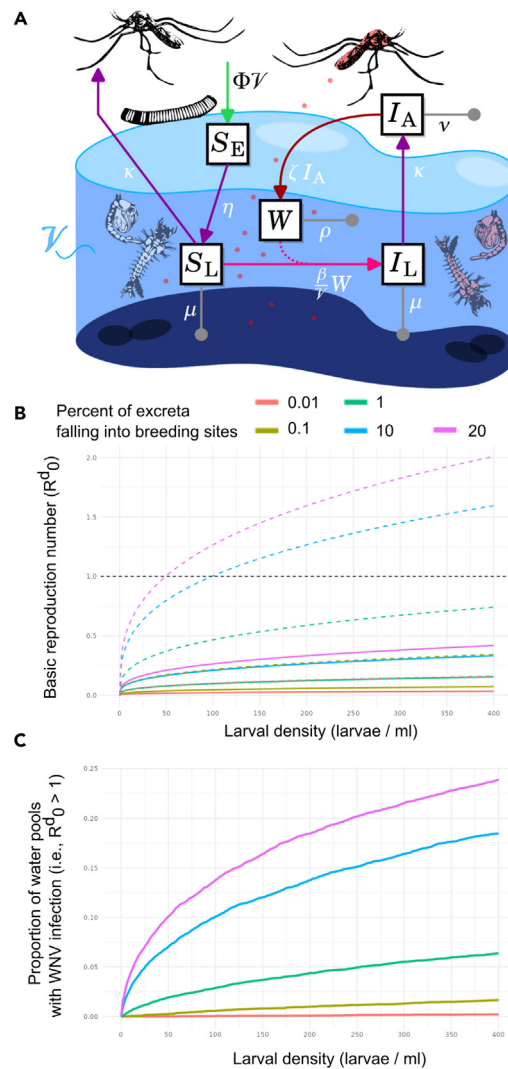 A
Φ𝒱
S_E
I_A
ν
κ
ζ I_A
κ
η
W
ρ
𝒱
S_L
β/𝒱 W
I_L
μ
μ
B
Percent of excreta
falling into breeding sites
0.01
1
0.1
10
20
Basic reproduction number (R^d_0)
2.0
1.5
1.0
0.5
0.0
0 50 100 150 200 250 300 350 400
Larval density (larvae / ml)
C
Proportion of water pools
with WNV infection (i.e., R^d_0 > 1)
0.25
0.20
0.15
0.10
0.05
0.00
0 50 100 150 200 250 300 350 400
Larval density (larvae / ml)